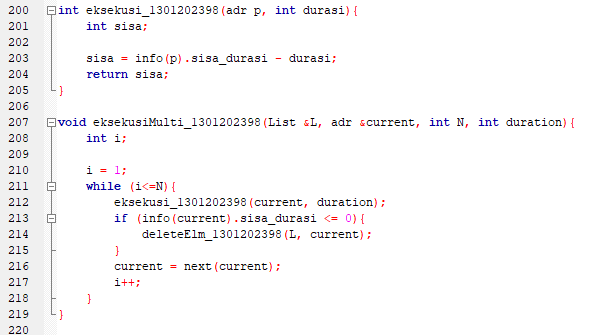 200 int eksekusi_1301202398(adr p, int durasi){
201     int sisa;
202
203     sisa = info(p).sisa_durasi - durasi;
204     return sisa;
205 }
206
207 void eksekusiMulti_1301202398(List &L, adr &current, int N, int duration){
208     int i;
209
210     i = 1;
211     while (i<=N){
212         eksekusi_1301202398(current, duration);
213         if (info(current).sisa_durasi <= 0){
214             deleteElm_1301202398(L, current);
215         }
216         current = next(current);
217         i++;
218     }
219 }
220